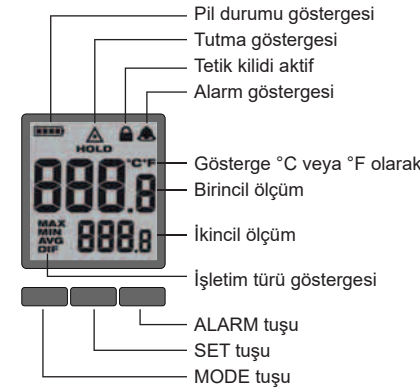 Pil durumu göstergesi
Tutma göstergesi
Tetik kilidi aktif
Alarm göstergesi
HOLD
°C°F
Gösterge °C veya °F olarak
888.8
Birincil ölçüm
MAX
MIN
AVG
DIF
888.8
İkincil ölçüm
İşletim türü göstergesi
ALARM tuşu
SET tuşu
MODE tuşu